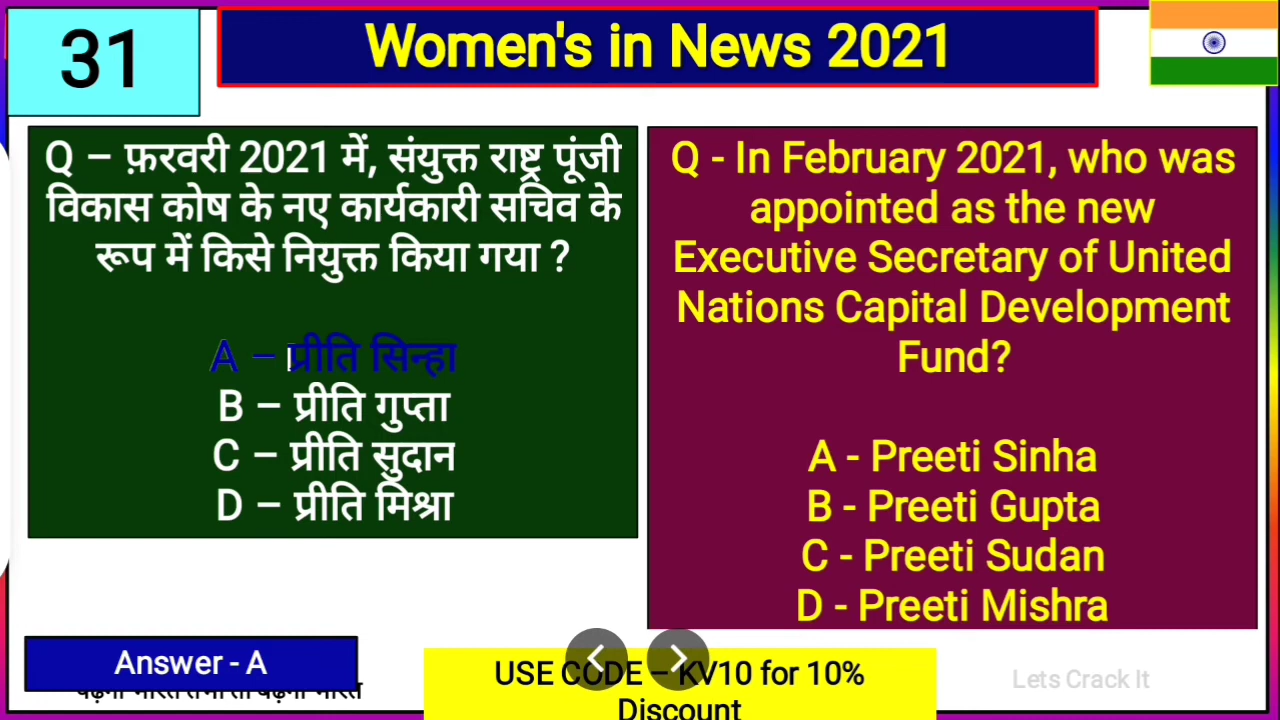 31
Women's in News 2021
Q – फ़रवरी 2021 में, संयुक्त राष्ट्र पूंजी
विकास कोष के नए कार्यकारी सचिव के
रूप में किसे नियुक्त किया गया ?
A – प्रीति सिन्हा
B – प्रीति गुप्ता
C – प्रीति सुदान
D – प्रीति मिश्रा
Q - In February 2021, who was
appointed as the new
Executive Secretary of United
Nations Capital Development
Fund?
A - Preeti Sinha
B - Preeti Gupta
C - Preeti Sudan
D - Preeti Mishra
Answer - A
USE CODE – KV10 for 10%
Discount
Lets Crack It